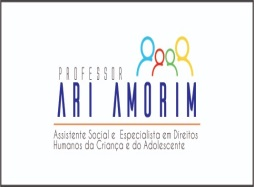 PROFESSOR
ARI AMORIM
Assistente Social e Especialista em Direitos
Humanos da Criança e do Adolescente